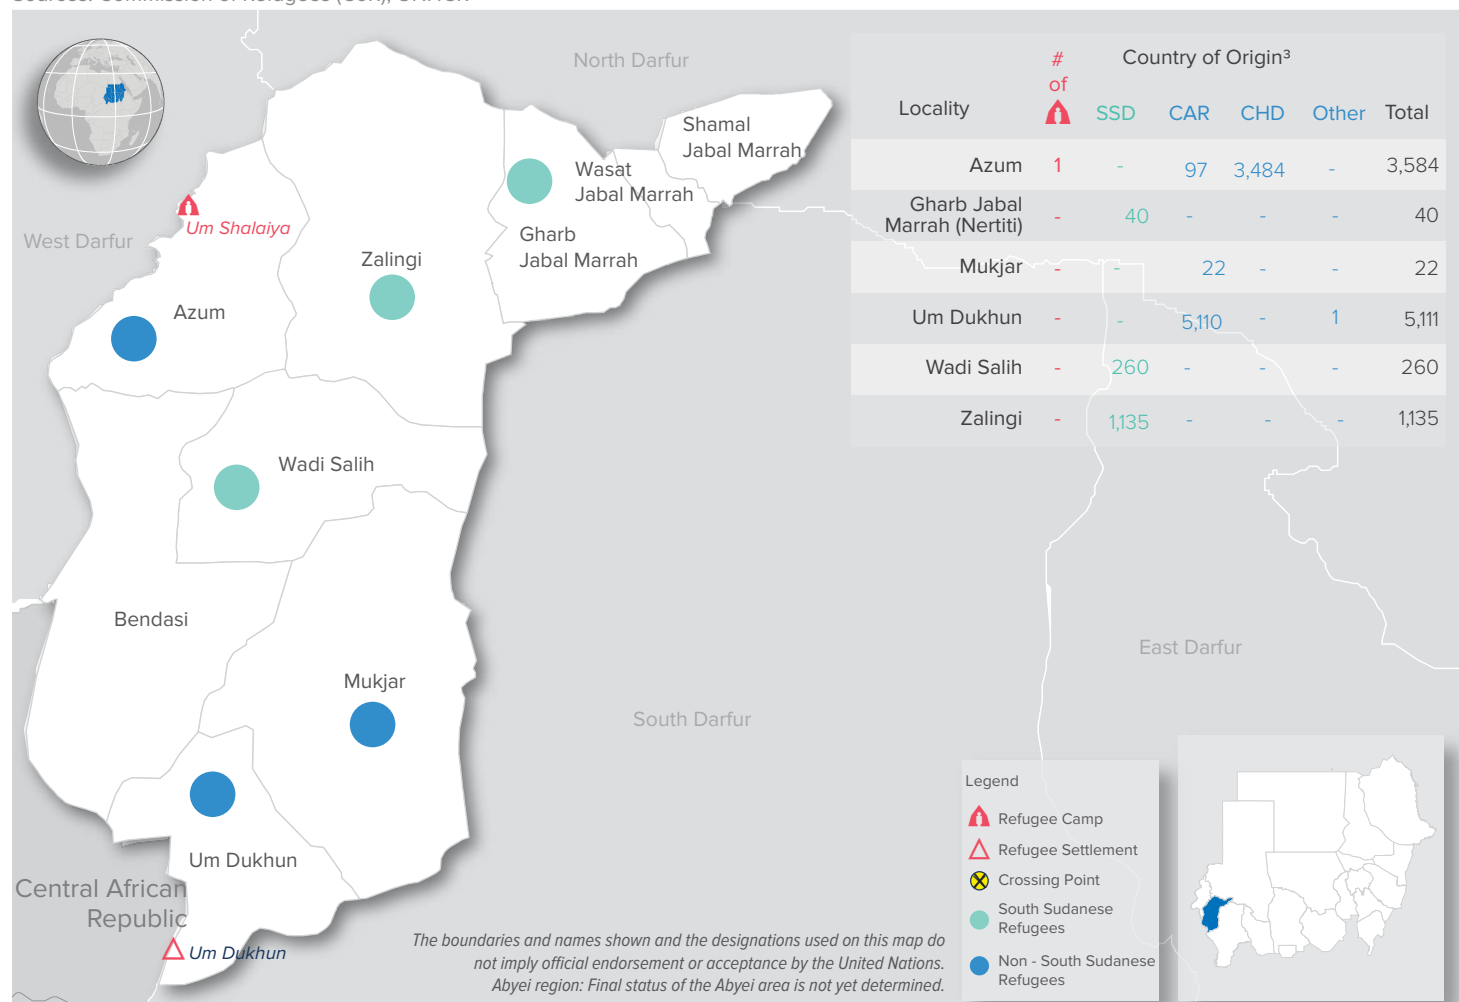 North Darfur
Shamal
Jabal Marrah
Wasat
Jabal Marrah
Um Shalaiya
West Darfur
Gharb
Jabal Marrah
Zalingi
Azum
Wadi Salih
Bendasi
Mukjar
South Darfur
East Darfur
Um Dukhun
Central African
Republic
Um Dukhun
# of Country of Origin³
Locality SSD CAR CHD Other Total
Azum 1 - 97 3,484 - 3,584
Gharb Jabal
Marrah (Nertiti) - 40 - - - 40
Mukjar - - 22 - - 22
Um Dukhun - - 5,110 - 1 5,111
Wadi Salih - 260 - - - 260
Zalingi - 1,135 - - - 1,135
Legend
Refugee Camp
Refugee Settlement
Crossing Point
South Sudanese
Refugees
Non - South Sudanese
Refugees
The boundaries and names shown and the designations used on this map do
not imply official endorsement or acceptance by the United Nations.
Abyei region: Final status of the Abyei area is not yet determined.